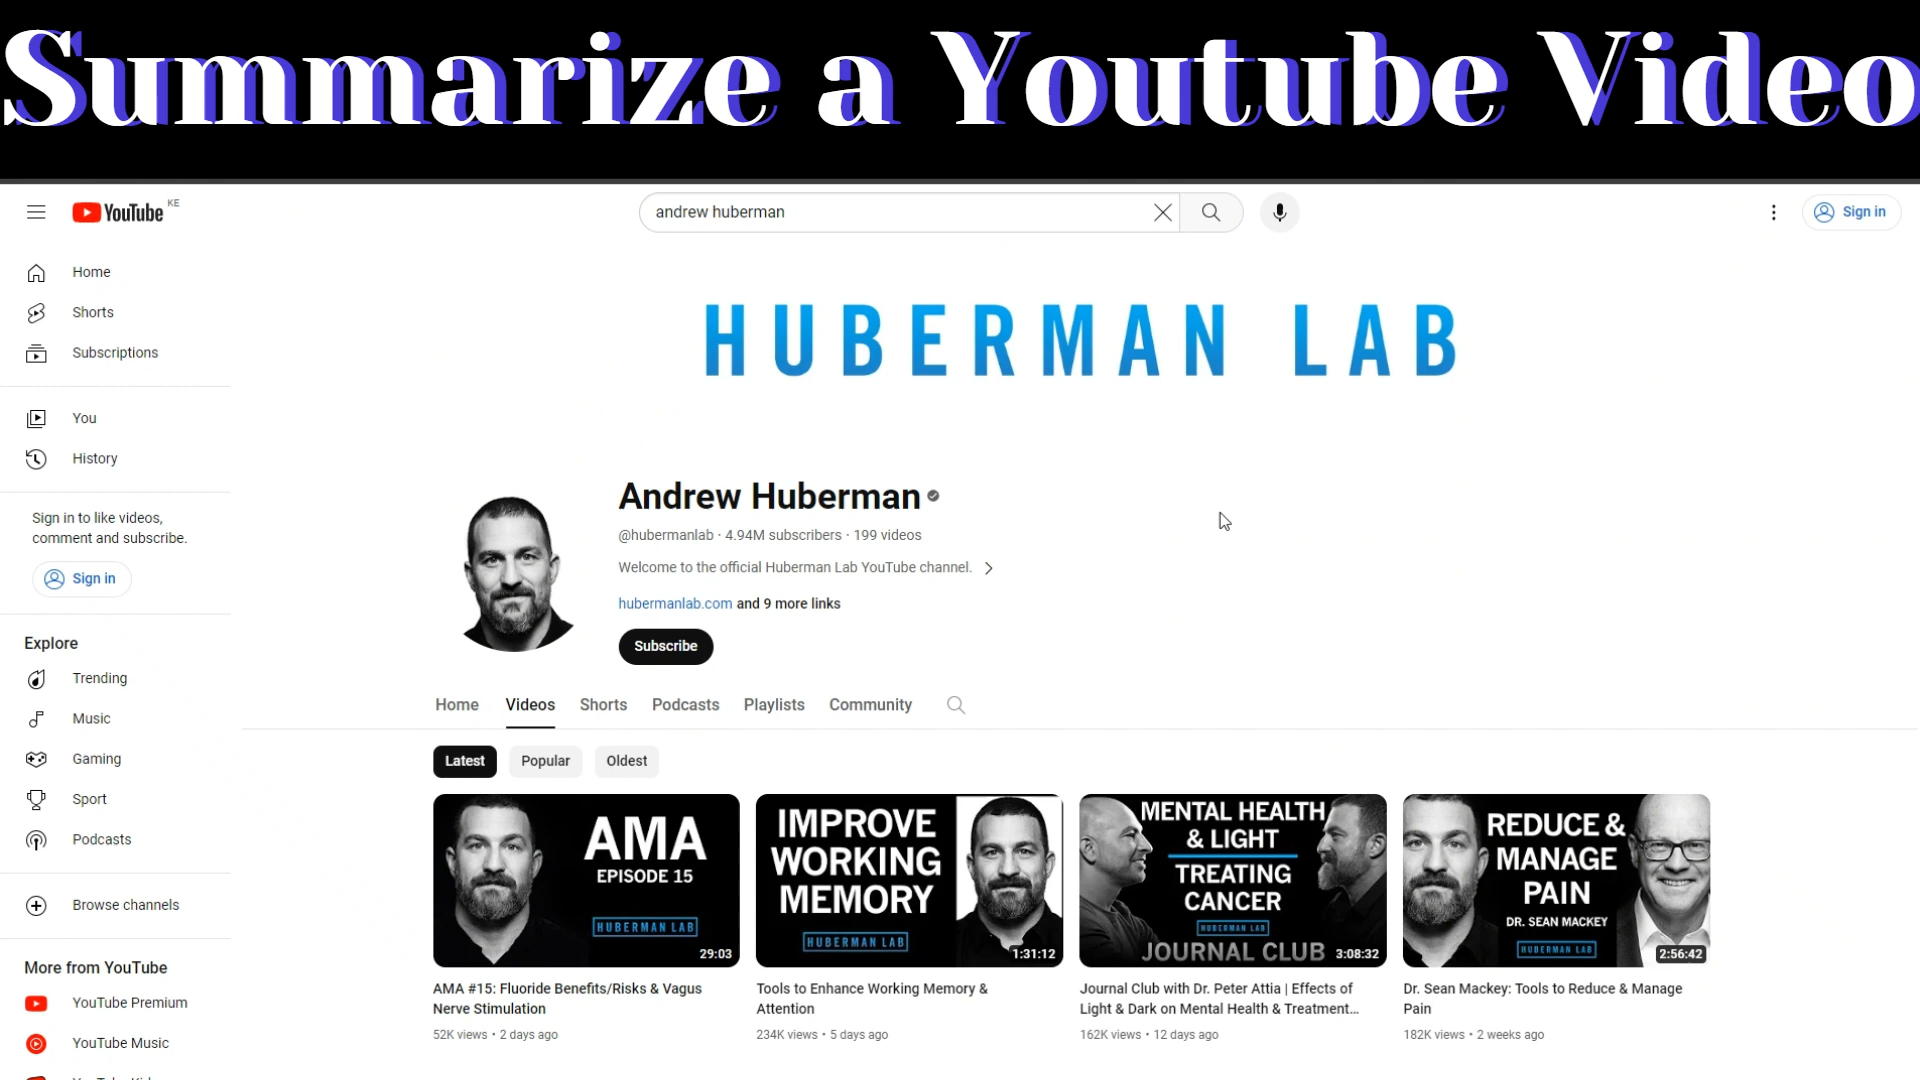 Summarize a Youtube Video
YouTube KE
andrew huberman
Sign in
Home
Shorts
Subscriptions
You
History
Sign in to like videos,
comment and subscribe.
Sign in
Explore
Trending
Music
Gaming
Sport
Podcasts
Browse channels
More from YouTube
YouTube Premium
YouTube Music
HUBERMAN LAB
Andrew Huberman
@hubermanlab · 4.94M subscribers · 199 videos
Welcome to the official Huberman Lab YouTube channel.
hubermanlab.com and 9 more links
Subscribe
Home Videos Shorts Podcasts Playlists Community
Latest Popular Oldest
AMA
EPISODE 15
HUBERMAN LAB
29:03
AMA #15: Fluoride Benefits/Risks & Vagus
Nerve Stimulation
52K views • 2 days ago
IMPROVE
WORKING
MEMORY
HUBERMAN LAB
1:31:12
Tools to Enhance Working Memory &
Attention
234K views • 5 days ago
MENTAL HEALTH
& LIGHT
TREATING
CANCER
HUBERMAN LAB
JOURNAL CLUB
3:08:32
Journal Club with Dr. Peter Attia | Effects of
Light & Dark on Mental Health & Treatment...
162K views • 12 days ago
REDUCE &
MANAGE
PAIN
DR. SEAN MACKEY
HUBERMAN LAB
2:56:42
Dr. Sean Mackey: Tools to Reduce & Manage
Pain
182K views • 2 weeks ago